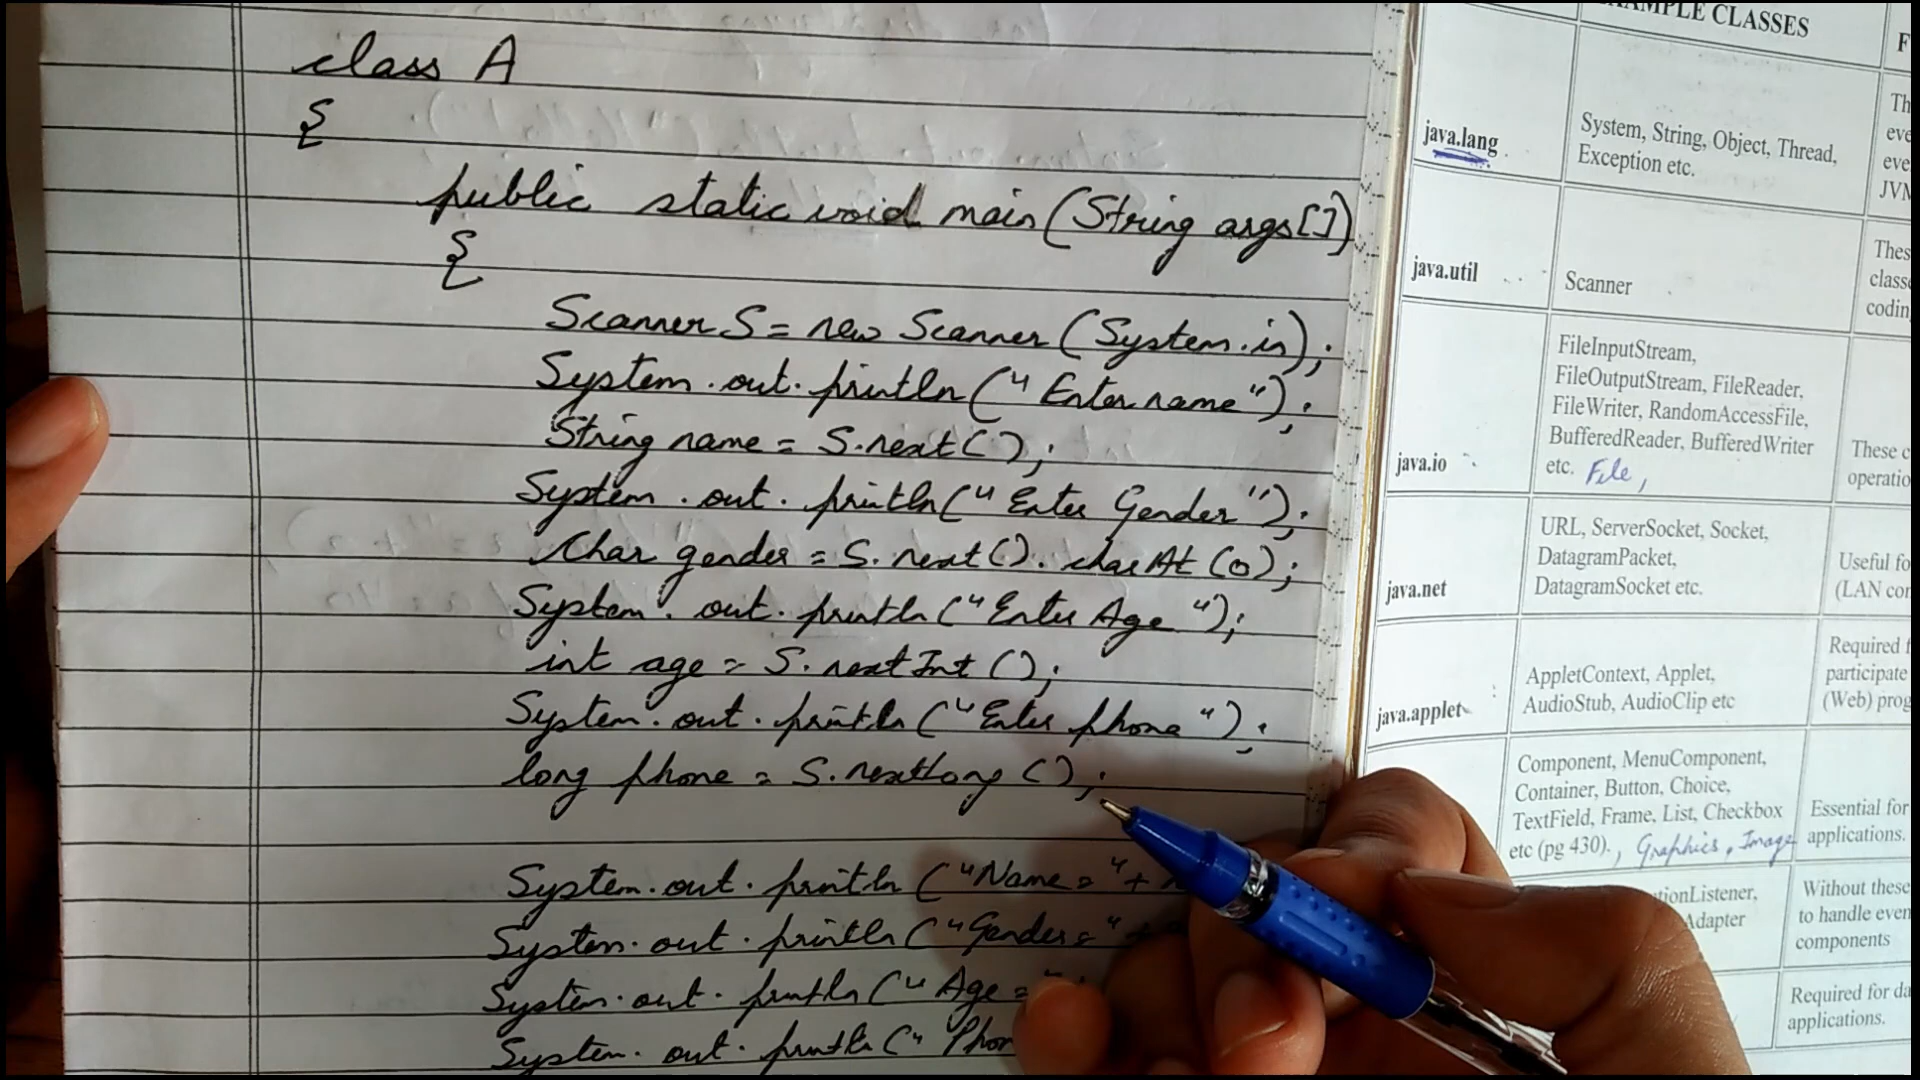 class A
{
public static void main(String args[])
{
Scanner S = new Scanner (System.in);
System.out.println("Enter name");
String name = S.next();
System.out.println("Enter Gender");
Char gender = S.next().charAt(0);
System.out.println("Enter Age");
int age = S.nextInt();
System.out.println("Enter phone");
long phone = S.nextLong();
System.out.println("Name="+
System.out.println("Gender="+
System.out.println("Age =
System.out.println("Phon
EXAMPLE CLASSES
java.lang
System, String, Object, Thread,
Exception etc.
JVM
java.util
Scanner
java.io
FileInputStream,
FileOutputStream, FileReader,
FileWriter, RandomAccessFile,
BufferedReader, BufferedWriter
etc. File,
These
java.net
URL, ServerSocket, Socket,
DatagramPacket,
DatagramSocket etc.
Useful fo
(LAN
java.applet
AppletContext, Applet,
AudioStub, AudioClip etc
Required
participate
(Web)
Component, MenuComponent,
Container, Button, Choice,
TextField, Frame, List, Checkbox
etc (pg 430)., Graphics, Image
Essential for
applications.
tionListener,
Adapter
Without these
to handle even
components
Required for da
applications.